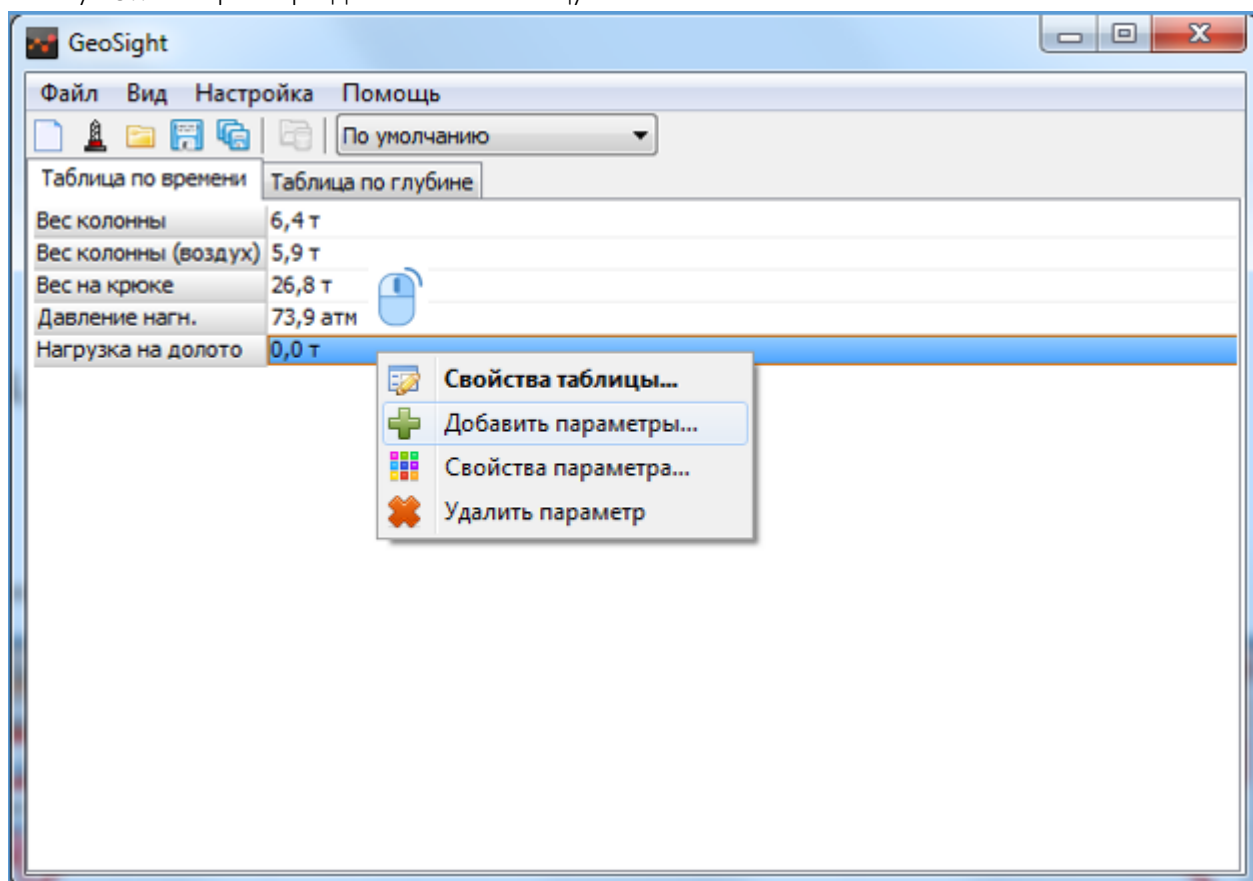 GeoSight
Файл Вид Настройка Помощь
По умолчанию
Таблица по времени Таблица по глубине
Вес колонны 6,4 т
Вес колонны (воздух) 5,9 т
Вес на крюке 26,8 т
Давление нагн. 73,9 атм
Нагрузка на долото 0,0 т
Свойства таблицы...
Добавить параметры...
Свойства параметра...
Удалить параметр